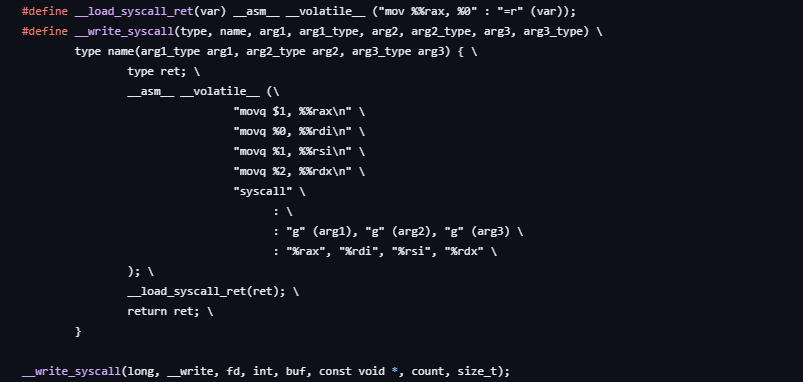 #define __load_syscall_ret(var) __asm__ __volatile__ ("mov %%rax, %0" : "=r" (var));
#define __write_syscall(type, name, arg1, arg1_type, arg2, arg2_type, arg3, arg3_type) \
type name(arg1_type arg1, arg2_type arg2, arg3_type arg3) { \
type ret; \
__asm__ __volatile__ (\
"movq $1, %%rax\n" \
"movq %0, %%rdi\n" \
"movq %1, %%rsi\n" \
"movq %2, %%rdx\n" \
"syscall" \
: \
: "g" (arg1), "g" (arg2), "g" (arg3) \
: "%rax", "%rdi", "%rsi", "%rdx" \
); \
__load_syscall_ret(ret); \
return ret; \
}
__write_syscall(long, __write, fd, int, buf, const void *, count, size_t);